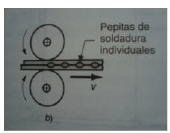 Pepitas de
soldadura
individuales
v
b)